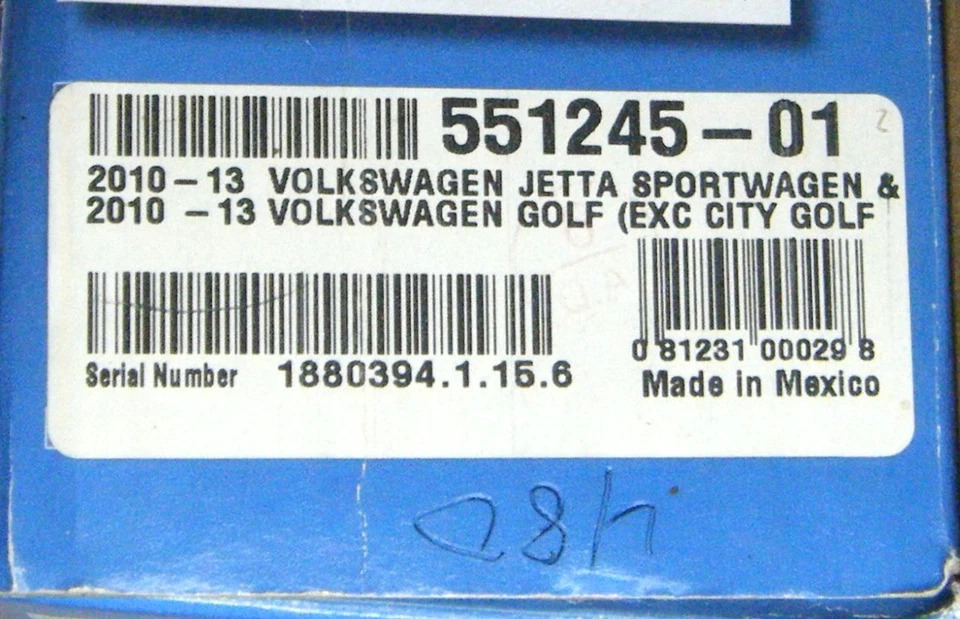 551245-01
2010-13 VOLKSWAGEN JETTA SPORTWAGEN &
2010 -13 VOLKSWAGEN GOLF (EXC CITY GOLF
0 81231 00029 8
Serial Number 1880394.1.15.6
Made in Mexico